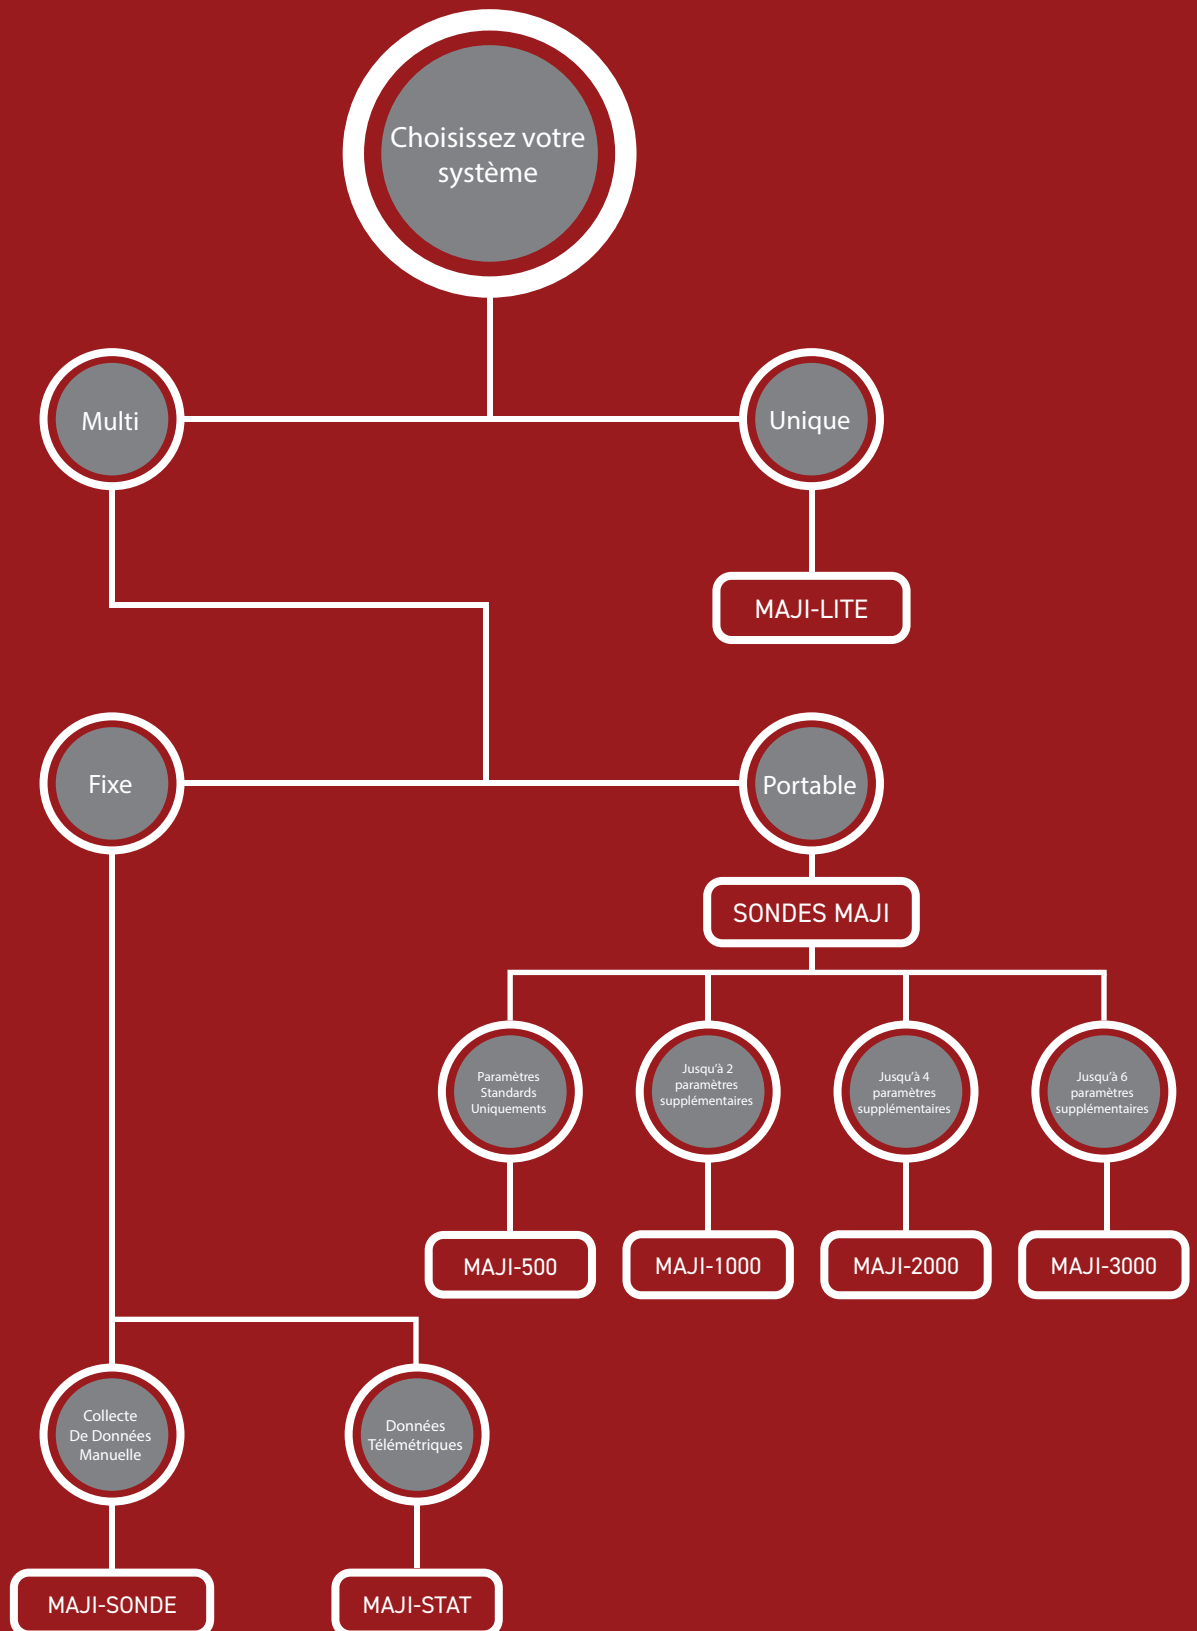 Choisissez votre
système
Multi
Unique
MAJI-LITE
Fixe
Portable
SONDES MAJI
Paramètres
Standards
Uniquements
Jusqu'à 2
paramètres
supplémentaires
Jusqu'à 4
paramètres
supplémentaires
Jusqu'à 6
paramètres
supplémentaires
MAJI-500
MAJI-1000
MAJI-2000
MAJI-3000
Collecte
De Données
Manuelle
Données
Télémétriques
MAJI-SONDE
MAJI-STAT